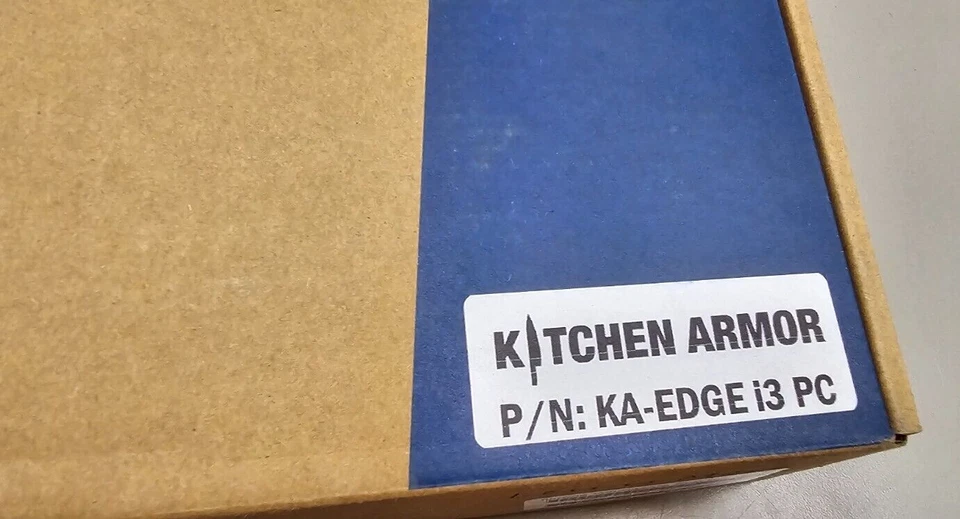 KITCHEN ARMOR
P/N: KA-EDGE i3 PC